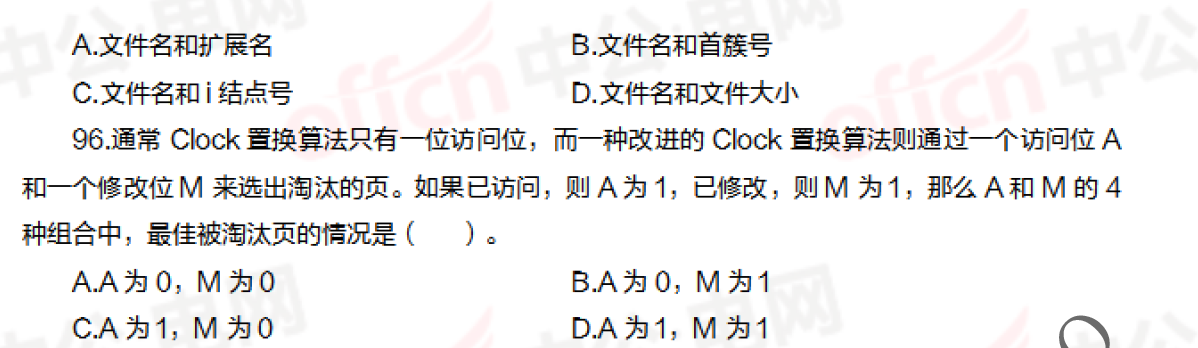 A.文件名和扩展名 B.文件名和首簇号
C.文件名和 i 结点号 D.文件名和文件大小
96.通常 Clock 置换算法只有一位访问位，而一种改进的 Clock 置换算法则通过一个访问位 A
和一个修改位 M 来选出淘汰的页。如果已访问，则 A 为 1，已修改，则 M 为 1，那么 A 和 M 的 4
种组合中，最佳被淘汰页的情况是（ ）。
A.A 为 0，M 为 0 B.A 为 0，M 为 1
C.A 为 1，M 为 0 D.A 为 1，M 为 1